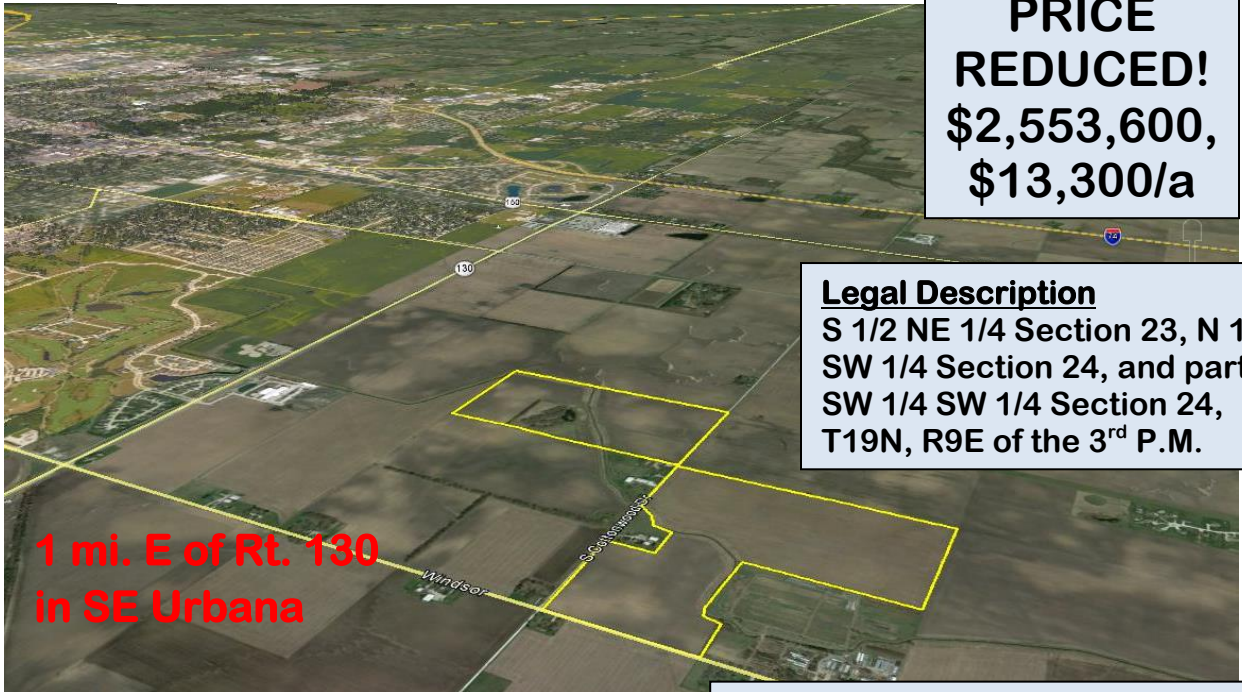 PRICE
REDUCED!
$2,553,600,
$13,300/a
150
130
Legal Description
S 1/2 NE 1/4 Section 23, N 1
SW 1/4 Section 24, and part
SW 1/4 SW 1/4 Section 24,
T19N, R9E of the 3rd P.M.
S Cottonwood Dr
1 mi. E of Rt. 130
in SE Urbana
Windsor